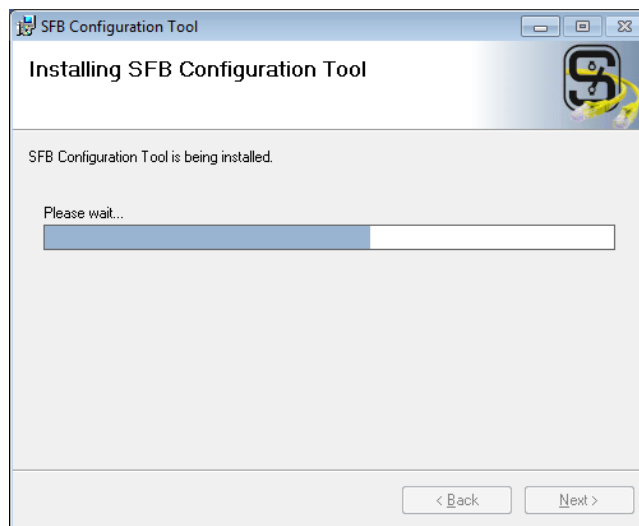 SFB Configuration Tool
Installing SFB Configuration Tool
SFB Configuration Tool is being installed.
Please wait...
< Back
Next >